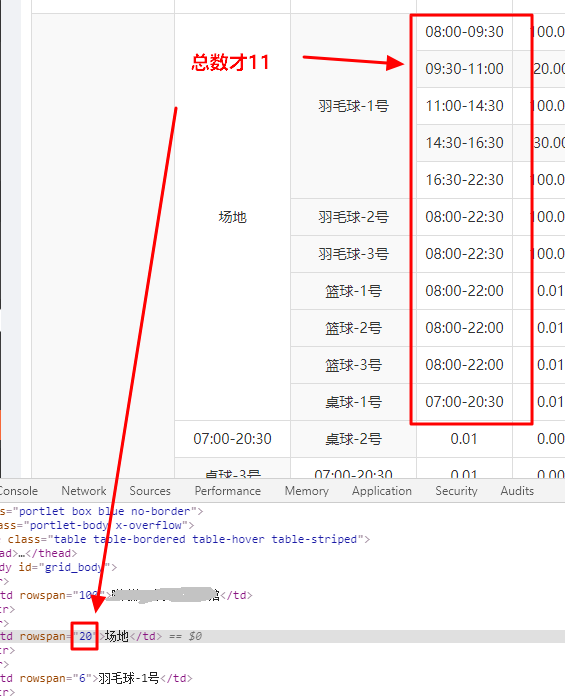 08:00-09:30 100.0
总数才11
09:30-11:00 20.00
羽毛球-1号 11:00-14:30 100.0
14:30-16:30 30.00
16:30-22:30 100.0
场地 羽毛球-2号 08:00-22:30 100.0
羽毛球-3号 08:00-22:30 100.0
篮球-1号 08:00-22:00 0.01
篮球-2号 08:00-22:00 0.01
篮球-3号 08:00-22:00 0.01
桌球-1号 07:00-20:30 0.01
07:00-20:30 桌球-2号 0.01 0.00
桌球-3号 07:00-20:30 0.01 0.00
Console Network Sources Performance Memory Application Security Audits
s="portlet box blue no-border">
lass="portlet-body x-overflow">
class="table table-bordered table-hover table-striped">
ad>…</thead>
dy id="grid_body">
r>
td rowspan="100"></td>
tr>
r>
td rowspan="20">场地</td> == $0
tr>
r>
td rowspan="6">羽毛球-1号</td>
tr>